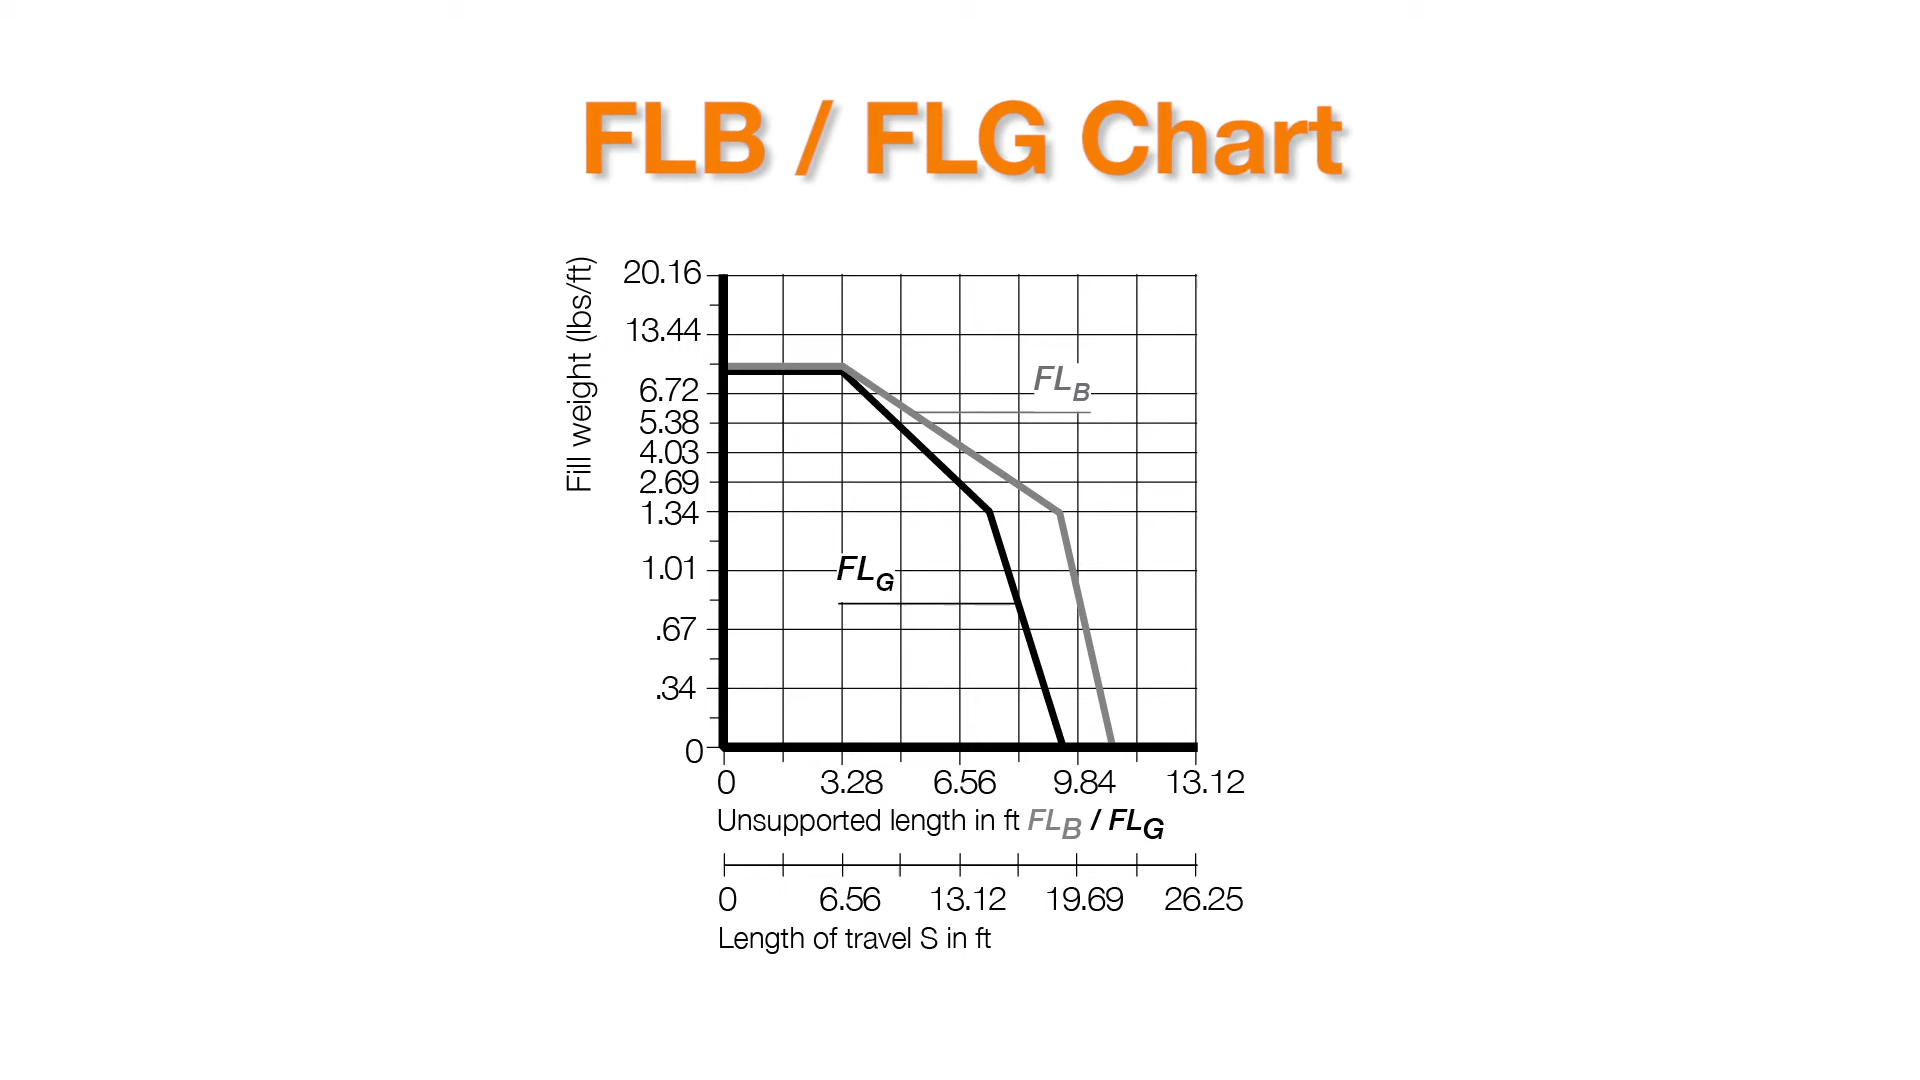 FLB / FLG Chart
Fill weight (lbs/ft)
20.16
13.44
6.72
5.38
4.03
2.69
1.34
1.01
.67
.34
0
FLB
FLG
0 3.28 6.56 9.84 13.12
Unsupported length in ft FLB / FLG
0 6.56 13.12 19.69 26.25
Length of travel S in ft